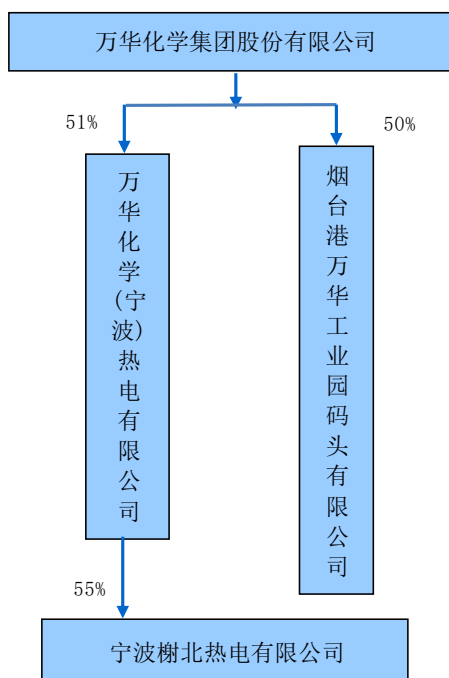 万华化学集团股份有限公司
51%
50%
万华化学(宁波)热电有限公司
烟台港万华工业园码头有限公司
55%
宁波榭北热电有限公司